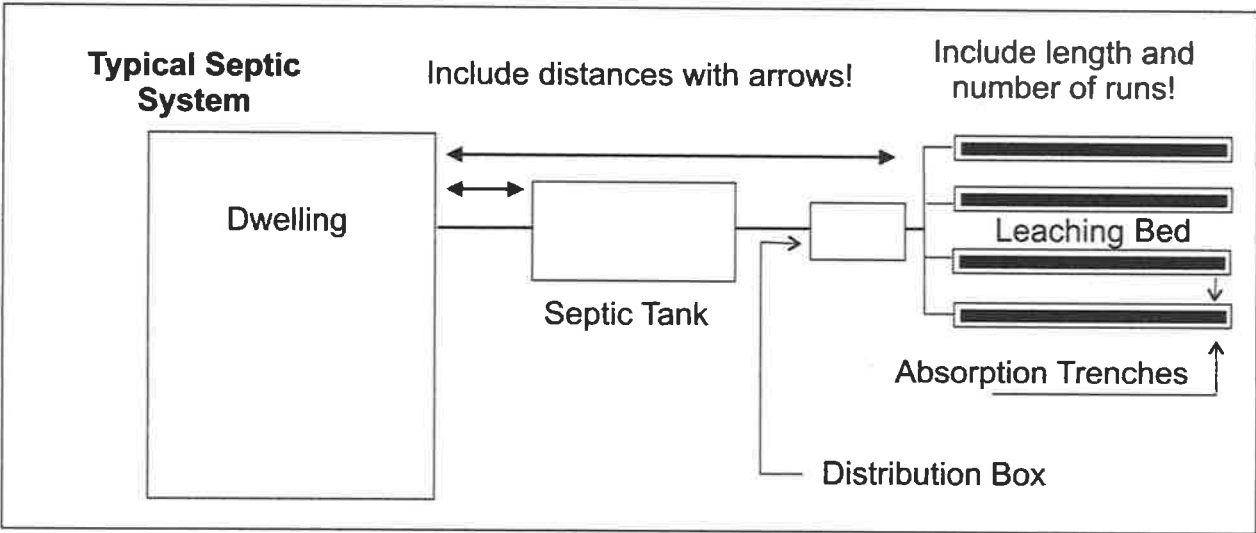 Typical Septic
System
Include distances with arrows!
Include length and
number of runs!
Dwelling
Leaching Bed
Septic Tank
Absorption Trenches
Distribution Box